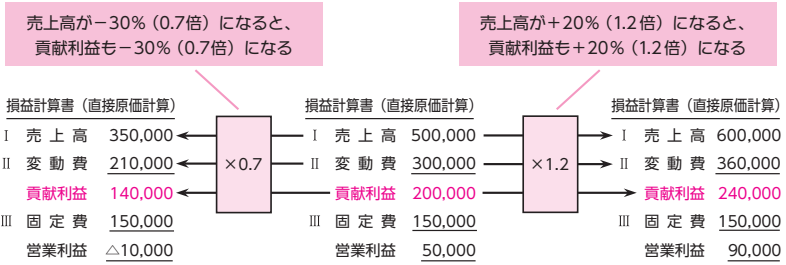 売上高が－30％（0.7倍）になると、
貢献利益も－30％（0.7倍）になる
売上高が＋20％（1.2倍）になると、
貢献利益も＋20％（1.2倍）になる
損益計算書（直接原価計算）
Ⅰ 売上高 350,000
Ⅱ 変動費 210,000
貢献利益 140,000
Ⅲ 固定費 150,000
営業利益 △10,000
×0.7
損益計算書（直接原価計算）
Ⅰ 売上高 500,000
Ⅱ 変動費 300,000
貢献利益 200,000
Ⅲ 固定費 150,000
営業利益 50,000
×1.2
損益計算書（直接原価計算）
Ⅰ 売上高 600,000
Ⅱ 変動費 360,000
貢献利益 240,000
Ⅲ 固定費 150,000
営業利益 90,000